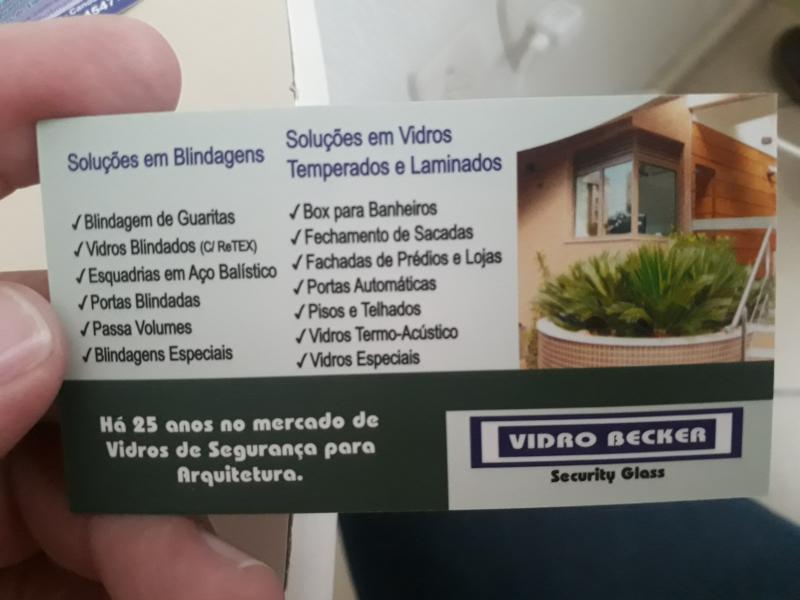 1547
Soluções em Blindagens
✓Blindagem de Guaritas
✓Vidros Blindados (C/ ReTEX)
✓Esquadrias em Aço Balístico
✓Portas Blindadas
✓Passa Volumes
✓Blindagens Especiais
Soluções em Vidros
Temperados e Laminados
✓Box para Banheiros
✓Fechamento de Sacadas
✓Fachadas de Prédios e Lojas
✓Portas Automáticas
✓Pisos e Telhados
✓Vidros Termo-Acústico
✓Vidros Especiais
Há 25 anos no mercado de
Vidros de Segurança para
Arquitetura.
VIDRO BECKER
Security Glass